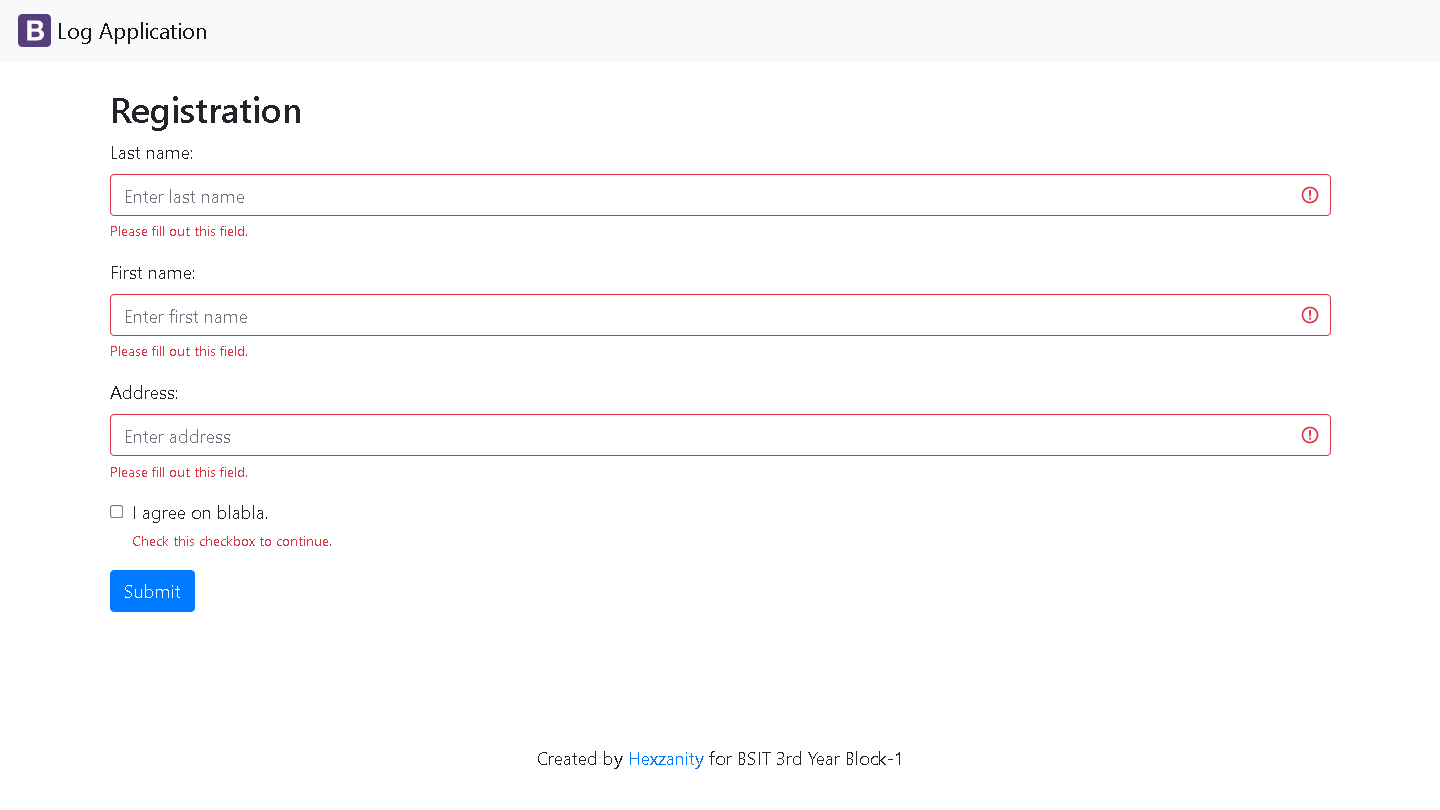 B Log Application
Registration
Last name:
Enter last name
Please fill out this field.
First name:
Enter first name
Please fill out this field.
Address:
Enter address
Please fill out this field.
I agree on blabla.
Check this checkbox to continue.
Submit
Created by Hexzanity for BSIT 3rd Year Block-1